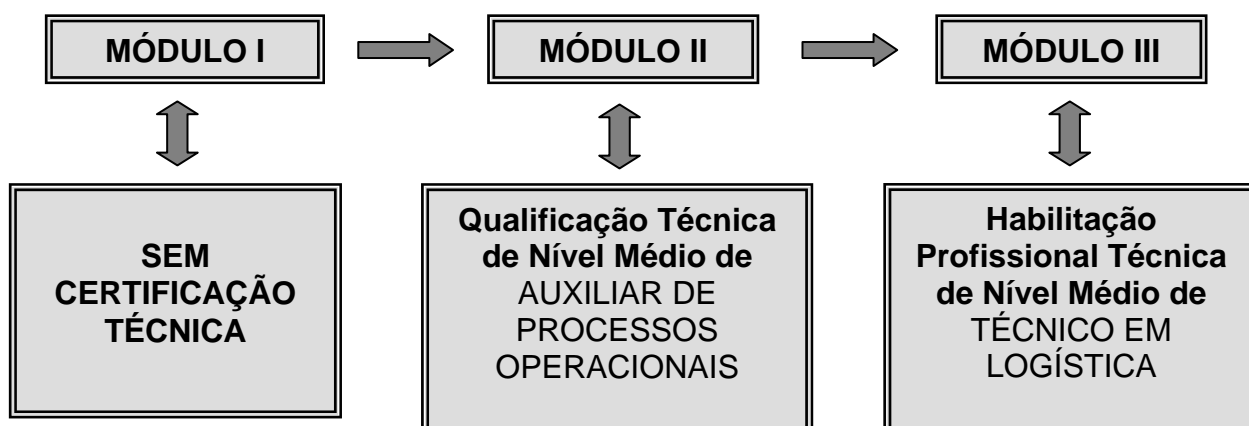 MÓDULO I
MÓDULO II
MÓDULO III
SEM
CERTIFICAÇÃO
TÉCNICA
Qualificação Técnica
de Nível Médio de
AUXILIAR DE
PROCESSOS
OPERACIONAIS
Habilitação
Profissional Técnica
de Nível Médio de
TÉCNICO EM
LOGÍSTICA